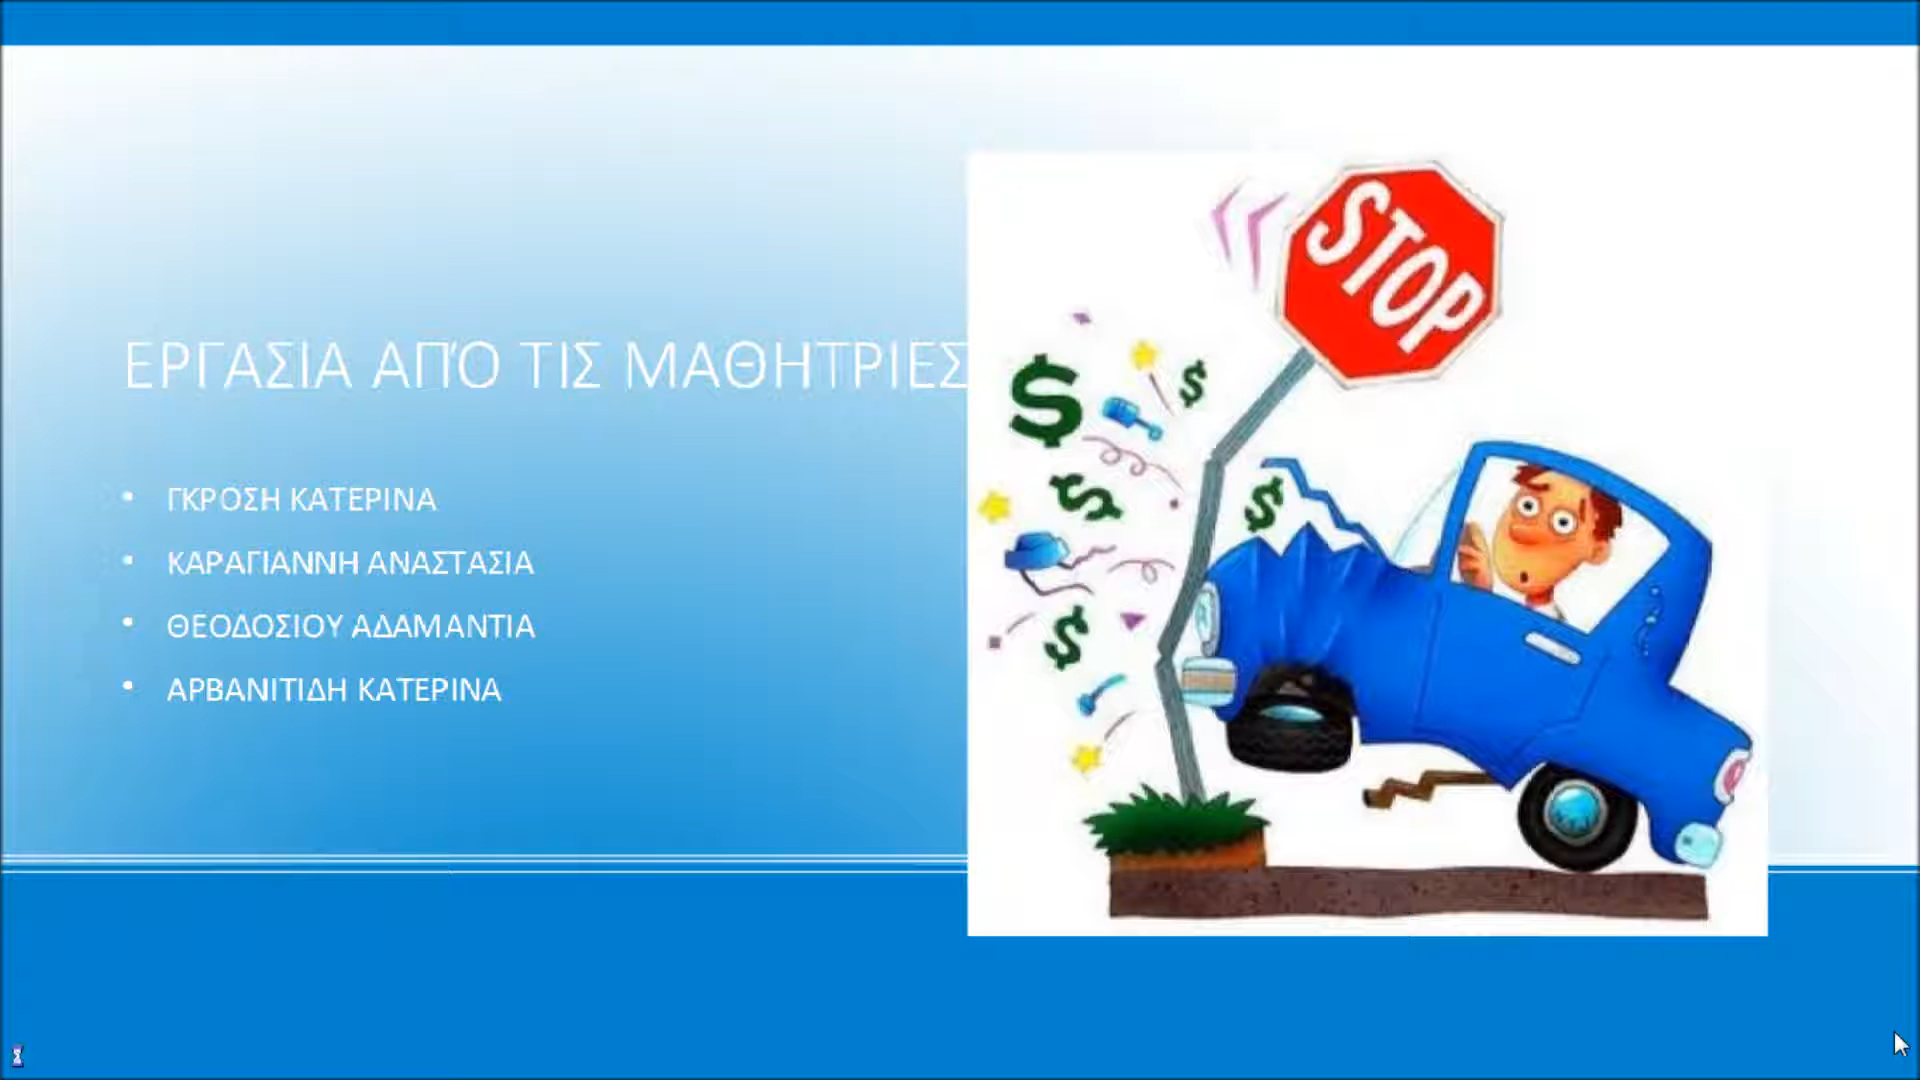 ΕΡΓΑΣΙΑ ΑΠΌ ΤΙΣ ΜΑΘΗΤΡΙΕΣ
• ΓΚΡΟΣΗ ΚΑΤΕΡΙΝΑ
• ΚΑΡΑΓΙΑΝΝΗ ΑΝΑΣΤΑΣΙΑ
• ΘΕΟΔΟΣΙΟΥ ΑΔΑΜΑΝΤΙΑ
• ΑΡΒΑΝΙΤΙΔΗ ΚΑΤΕΡΙΝΑ
STOP
$
$
$
$
$